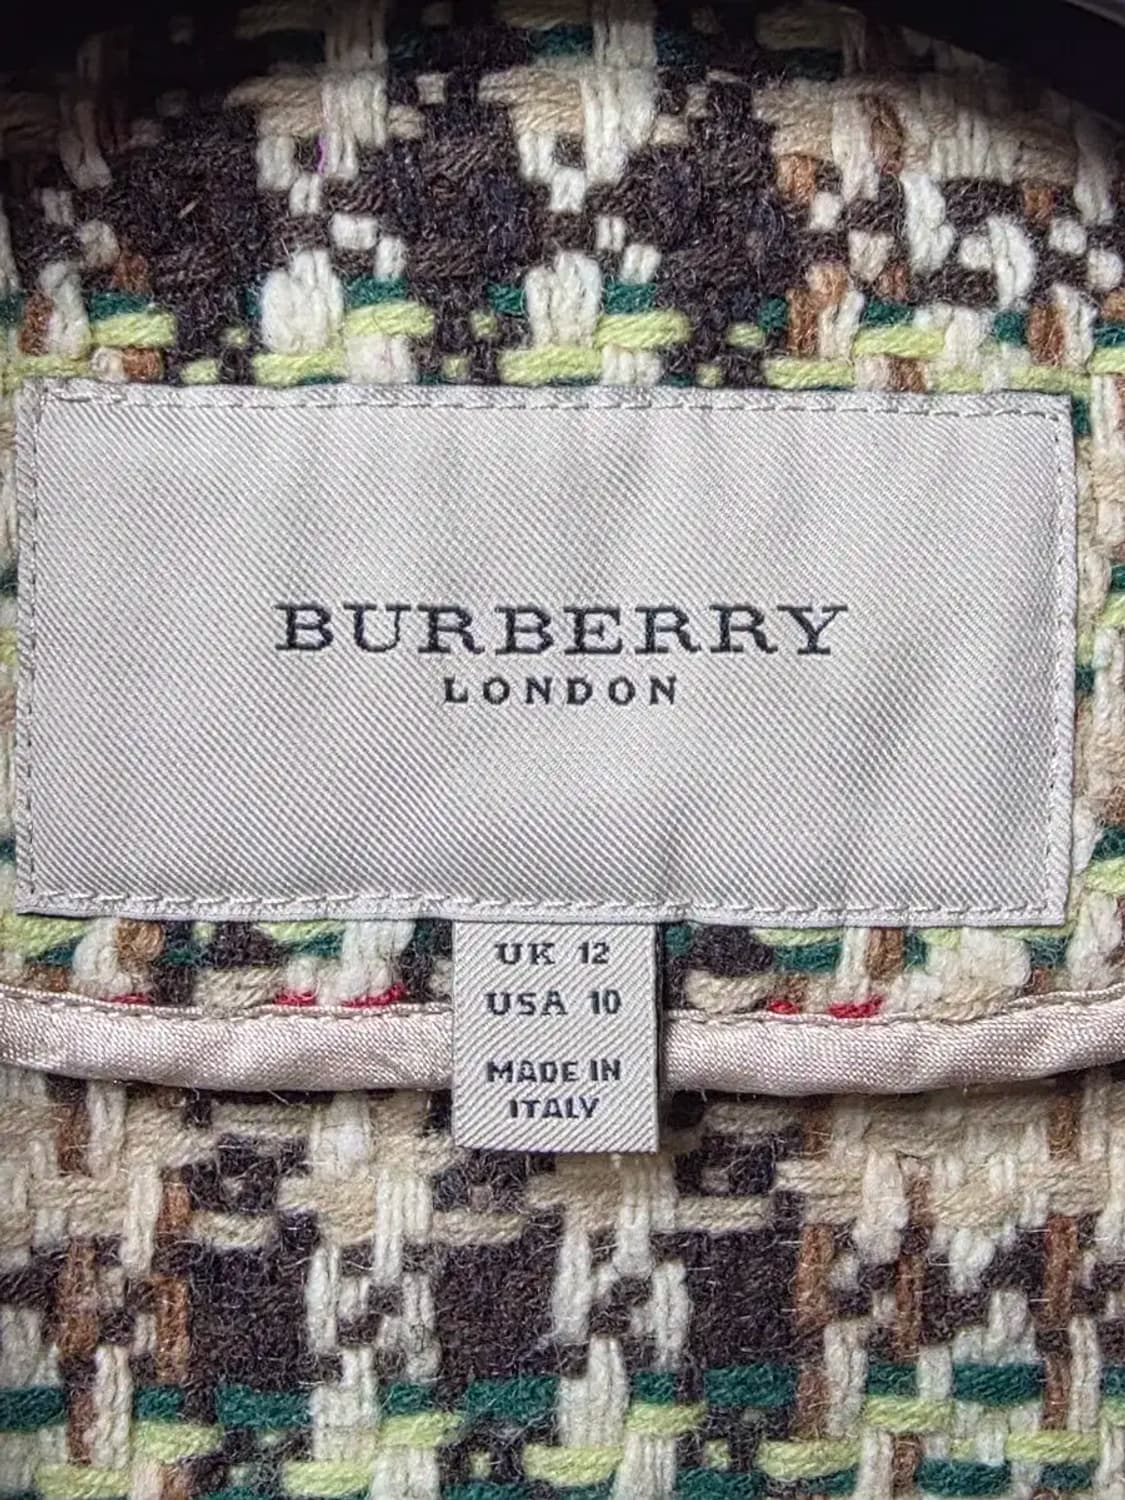 BURBERRY
LONDON
UK 12
USA 10
MADE IN
ITALY